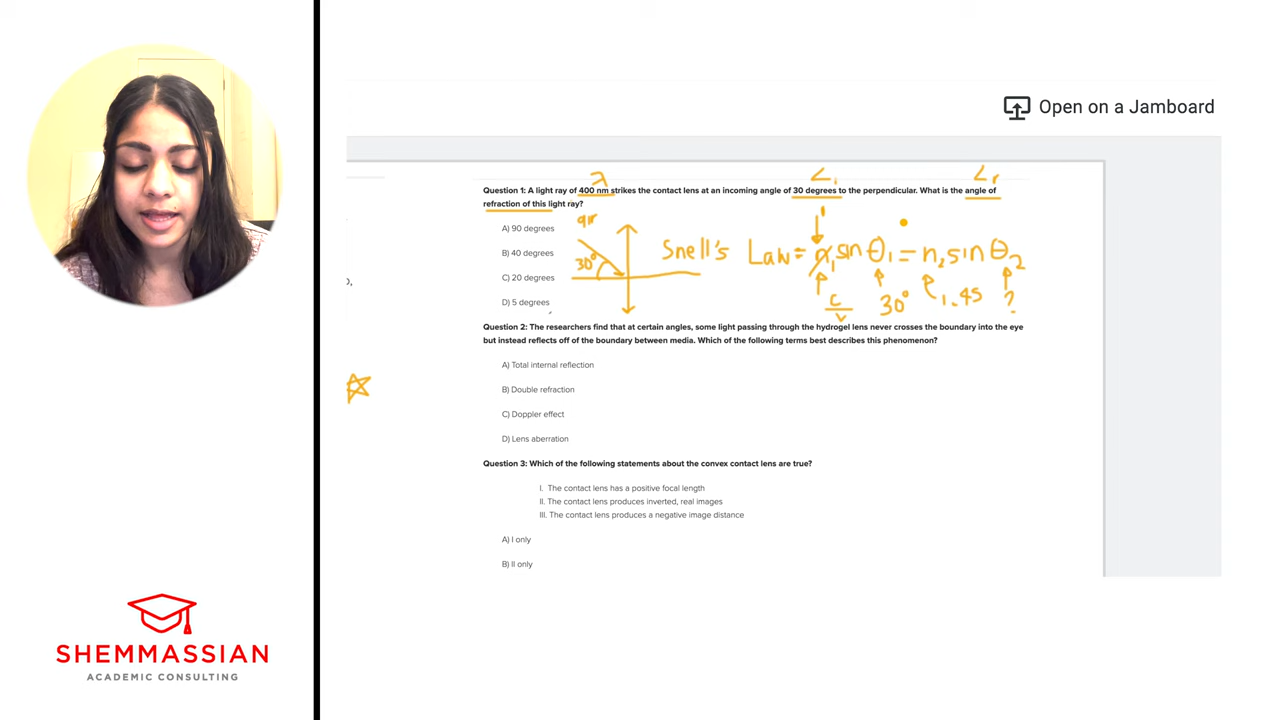 Open on a Jamboard
λ
∠i
∠r
Question 1: A light ray of 400 nm strikes the contact lens at an incoming angle of 30 degrees to the perpendicular. What is the angle of
refraction of this light ray?
A) 90 degrees
B) 40 degrees
C) 20 degrees
D) 5 degrees
air
30°
1
Snell's Law = n₁sin θ₁ = n₂sin θ₂
c/v
30°
1.45
?
Question 2: The researchers find that at certain angles, some light passing through the hydrogel lens never crosses the boundary into the eye
but instead reflects off of the boundary between media. Which of the following terms best describes this phenomenon?
A) Total internal reflection
B) Double refraction
C) Doppler effect
D) Lens aberration
Question 3: Which of the following statements about the convex contact lens are true?
I. The contact lens has a positive focal length
II. The contact lens produces inverted, real images
III. The contact lens produces a negative image distance
A) I only
B) II only
SHEMMASSIAN
ACADEMIC CONSULTING